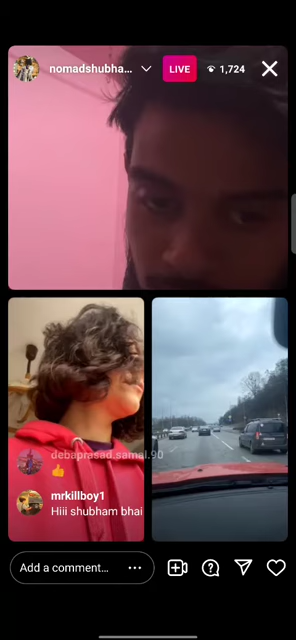 nomadshubha...
LIVE
1,724
debaprasad.samal.90
👍
mrkillboy1
Hiii shubham bhai
Add a comment...